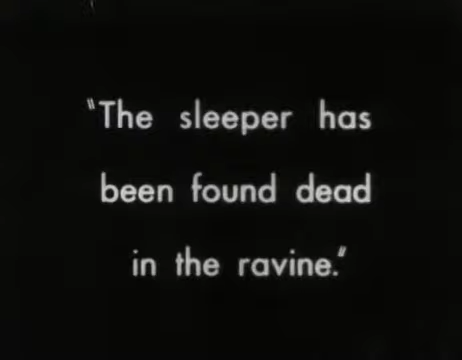 "The sleeper has
been found dead
in the ravine."